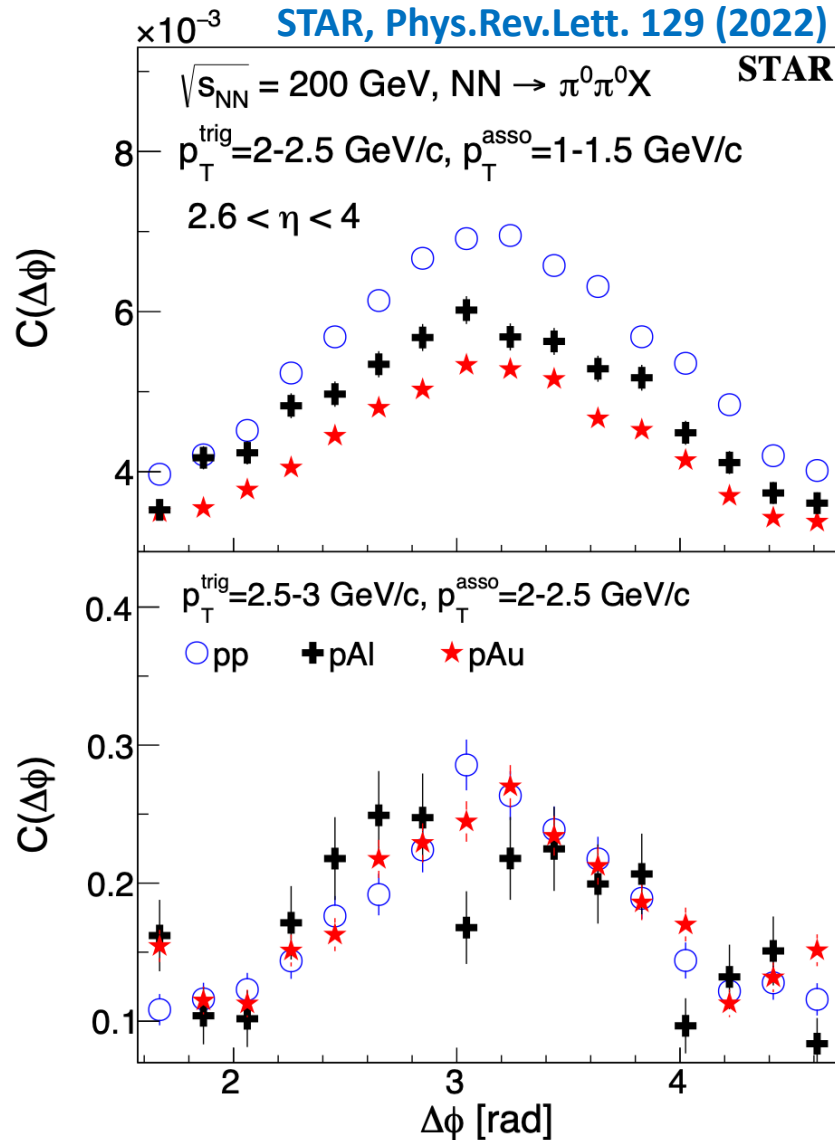 STAR, Phys.Rev.Lett. 129 (2022)
×10⁻³
STAR
√s_NN = 200 GeV, NN → π⁰π⁰X
p_T^trig=2-2.5 GeV/c, p_T^asso=1-1.5 GeV/c
2.6 < η < 4
8
6
4
C(Δϕ)
p_T^trig=2.5-3 GeV/c, p_T^asso=2-2.5 GeV/c
pp pAl pAu
0.4
0.3
0.2
0.1
C(Δϕ)
2 3 4
Δϕ [rad]